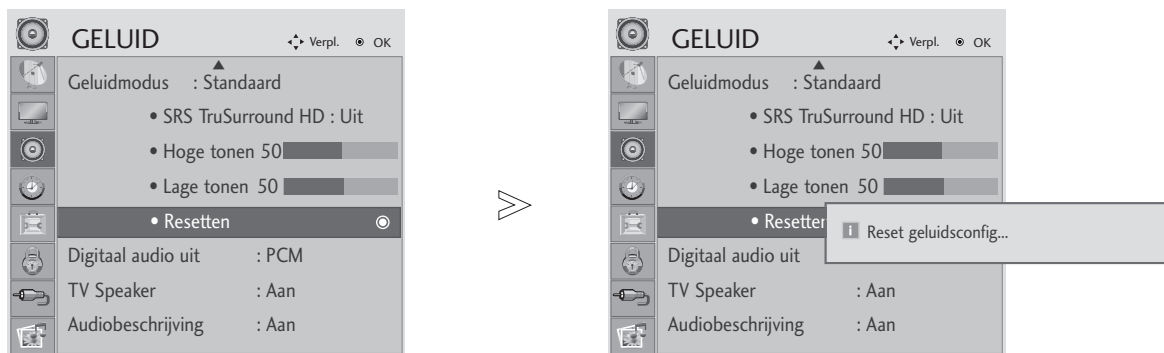 GELUID Verpl. OK
Geluidmodus : Standaard
• SRS TruSurround HD : Uit
• Hoge tonen 50
• Lage tonen 50
• Resetten
Digitaal audio uit : PCM
TV Speaker : Aan
Audiobeschrijving : Aan
GELUID Verpl. OK
Geluidmodus : Standaard
• SRS TruSurround HD : Uit
• Hoge tonen 50
• Lage tonen 50
• Resetten
i Reset geluidsconfig...
Digitaal audio uit
TV Speaker : Aan
Audiobeschrijving : Aan